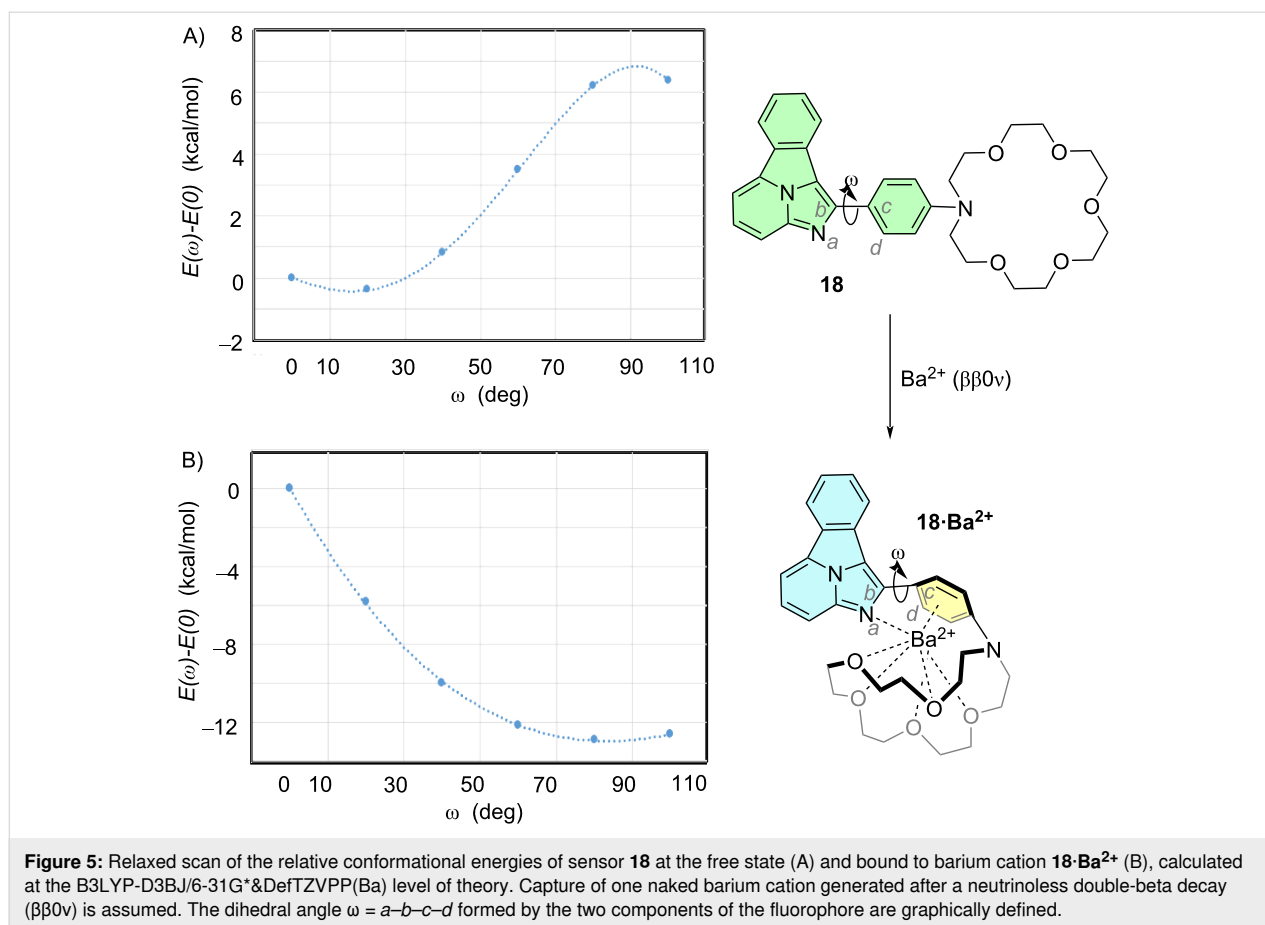 A)
8
6
4
2
0
−2
E(ω)-E(0) (kcal/mol)
0 10 30 50 70 90 110
ω (deg)
N
N
a
b
ω
c
d
N
O
O
O
O
O
18
Ba²⁺ (ββ0ν)
B)
0
−4
−8
−12
E(ω)-E(0) (kcal/mol)
0 10 30 50 70 90 110
ω (deg)
18·Ba²⁺
N
N
a
b
ω
c
d
Ba²⁺
N
O
O
O
O
O
Figure 5: Relaxed scan of the relative conformational energies of sensor 18 at the free state (A) and bound to barium cation 18·Ba²⁺ (B), calculated
at the B3LYP-D3BJ/6-31G*&DefTZVPP(Ba) level of theory. Capture of one naked barium cation generated after a neutrinoless double-beta decay
(ββ0ν) is assumed. The dihedral angle ω = a–b–c–d formed by the two components of the fluorophore are graphically defined.